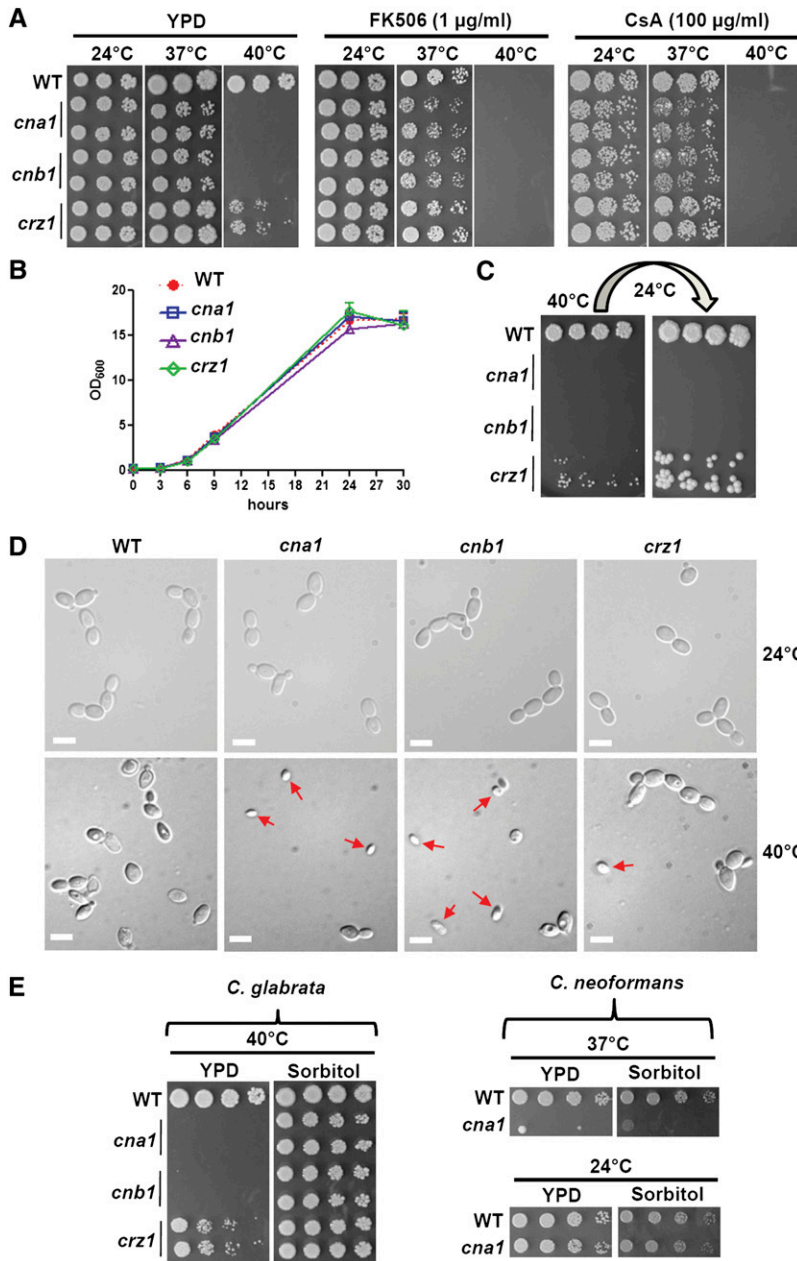 A
YPD
FK506 (1 µg/ml)
CsA (100 µg/ml)
24°C 37°C 40°C
24°C 37°C 40°C
24°C 37°C 40°C
WT
cna1
cnb1
crz1
B
WT
cna1
cnb1
crz1
OD600
20
15
10
5
0
0 3 6 9 12 15 18 21 24 27 30
hours
C
40°C
24°C
WT
cna1
cnb1
crz1
D
WT
cna1
cnb1
crz1
24°C
40°C
E
C. glabrata
40°C
YPD Sorbitol
WT
cna1
cnb1
crz1
C. neoformans
37°C
YPD Sorbitol
WT
cna1
24°C
YPD Sorbitol
WT
cna1